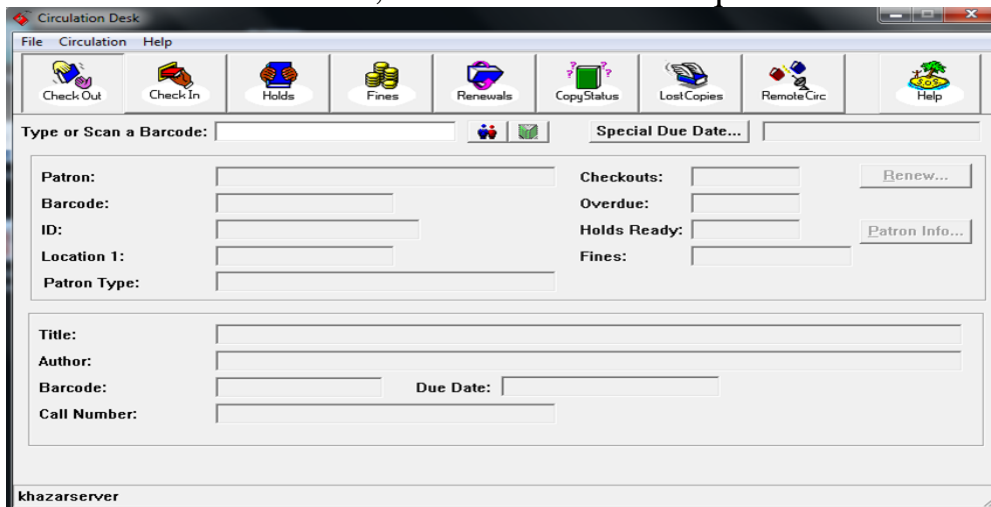 Circulation Desk
File Circulation Help
Check Out Check In Holds Fines Renewals Copy Status Lost Copies Remote Circ Help
Type or Scan a Barcode: Special Due Date...
Patron: Checkouts: Renew...
Barcode: Overdue:
ID: Holds Ready: Patron Info...
Location 1: Fines:
Patron Type:
Title:
Author:
Barcode: Due Date:
Call Number:
khazarserver